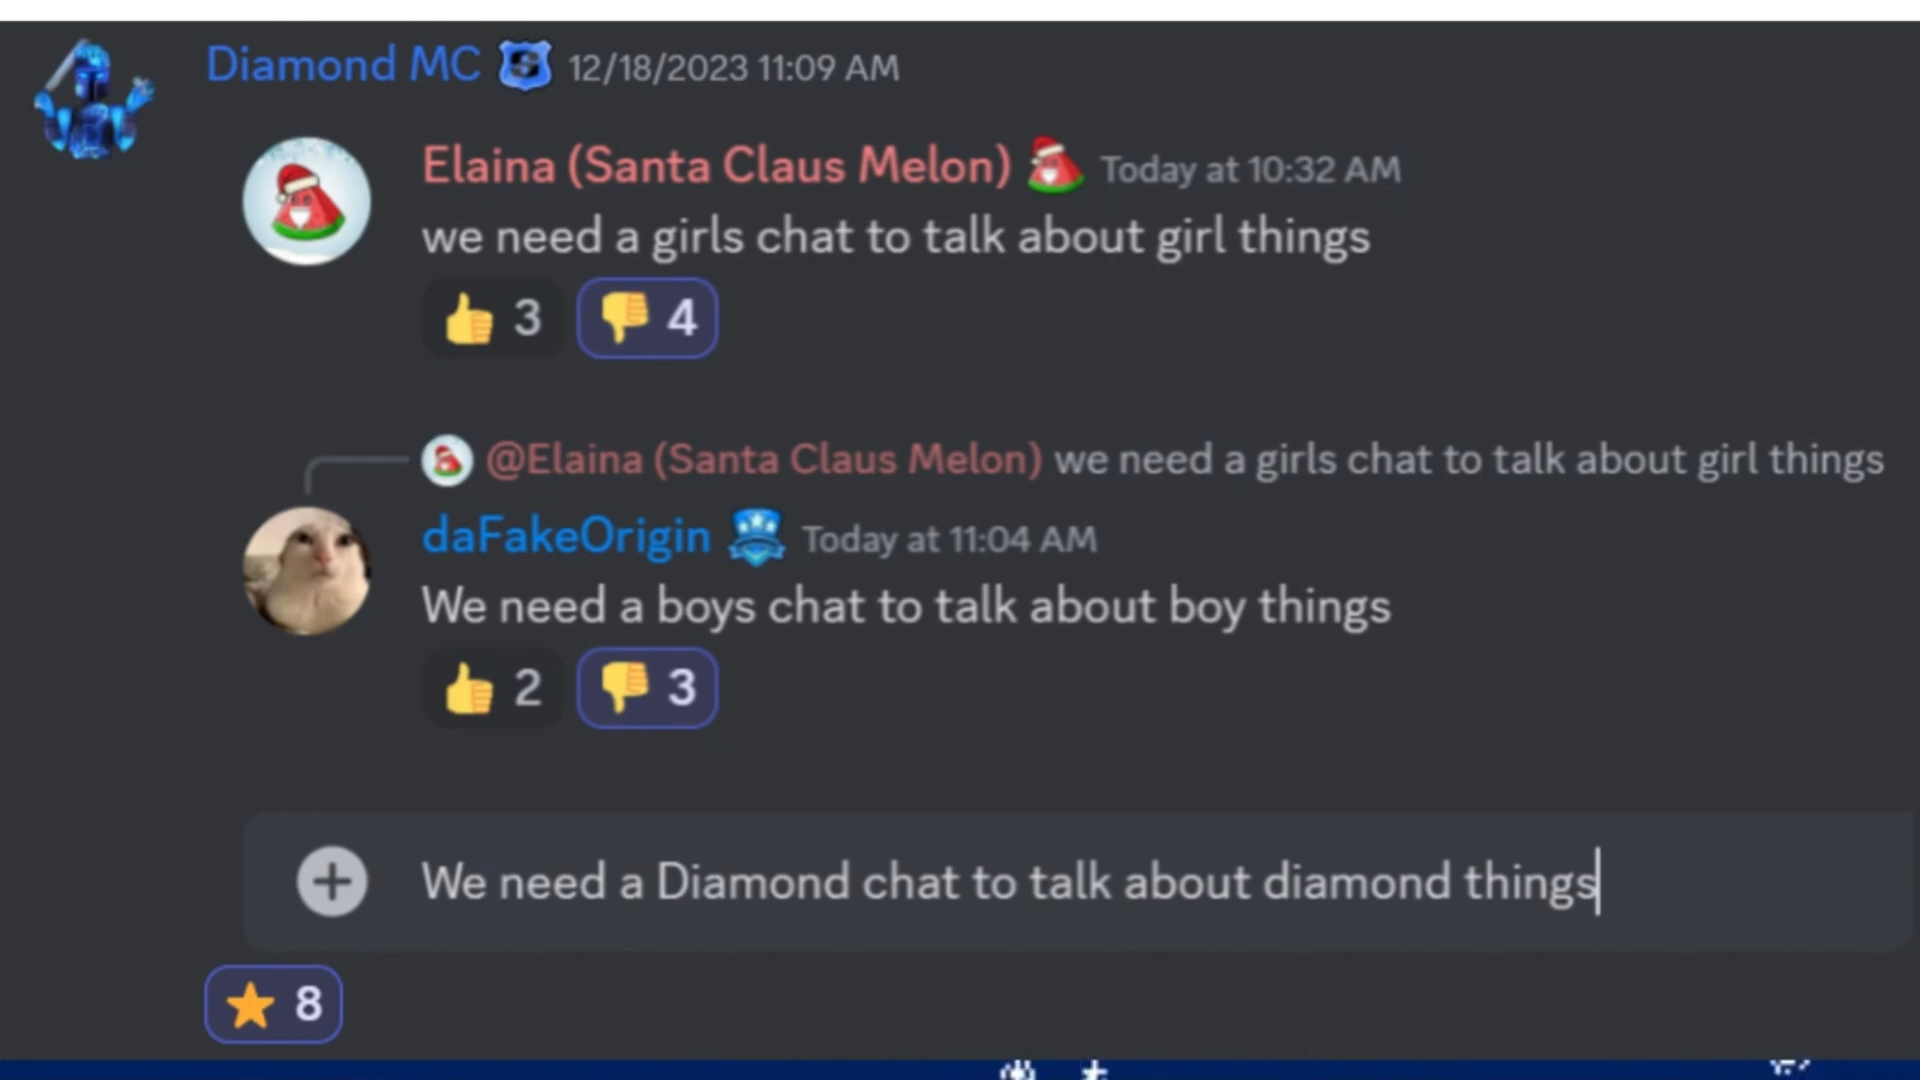 Diamond MC 12/18/2023 11:09 AM
Elaina (Santa Claus Melon) Today at 10:32 AM
we need a girls chat to talk about girl things
3 4
@Elaina (Santa Claus Melon) we need a girls chat to talk about girl things
daFakeOrigin Today at 11:04 AM
We need a boys chat to talk about boy things
2 3
We need a Diamond chat to talk about diamond things
8